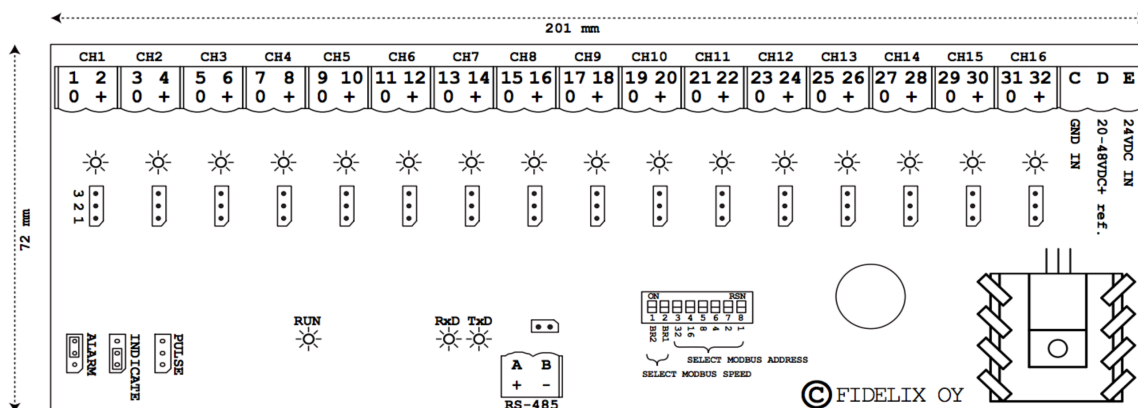 201 mm
72 mm
CH1 CH2 CH3 CH4 CH5 CH6 CH7 CH8 CH9 CH10 CH11 CH12 CH13 CH14 CH15 CH16
1 2 3 4 5 6 7 8 9 10 11 12 13 14 15 16 17 18 19 20 21 22 23 24 25 26 27 28 29 30 31 32 C D E
0 + 0 + 0 + 0 + 0 + 0 + 0 + 0 + 0 + 0 + 0 + 0 + 0 + 0 + 0 + 0 +
GND IN
20-48VDC+ ref.
24VDC IN
3 2 1
ALARM
INDICATE
PULSE
RUN
RxD TxD
A B
+ -
RS-485
ON RSN
1 2 3 4 5 6 7 8
BR2 BR1 32 16 8 4 2 1
SELECT MODBUS ADDRESS
SELECT MODBUS SPEED
© FIDELIX OY